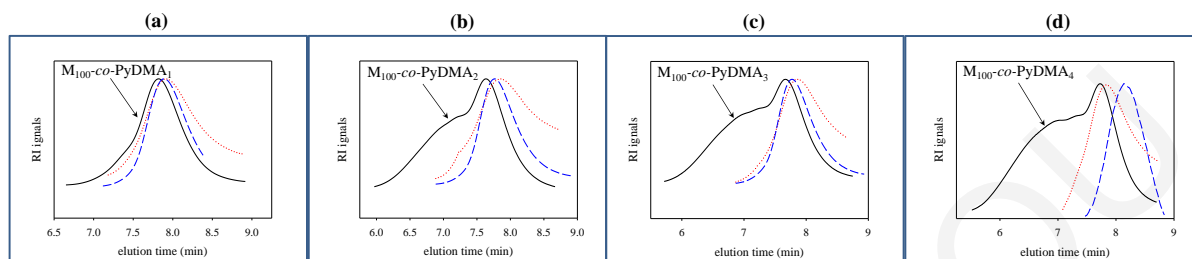 (a)
M100-co-PyDMA1
RI ignals
6.5 7.0 7.5 8.0 8.5 9.0
elution time (min)
(b)
M100-co-PyDMA2
RI ignals
6.0 6.5 7.0 7.5 8.0 8.5 9.0
elution time (min)
(c)
M100-co-PyDMA3
RI ignals
6 7 8 9
elution time (min)
(d)
M100-co-PyDMA4
RI ignals
6 7 8 9
elution time (min)